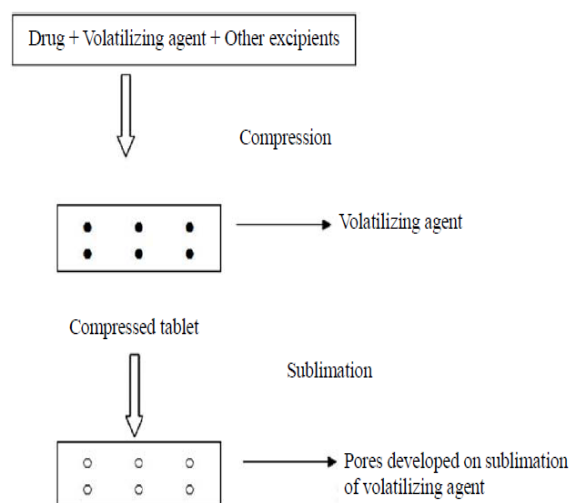 Drug + Volatilizing agent + Other excipients
Compression
Volatilizing agent
Compressed tablet
Sublimation
Pores developed on sublimation
of volatilizing agent